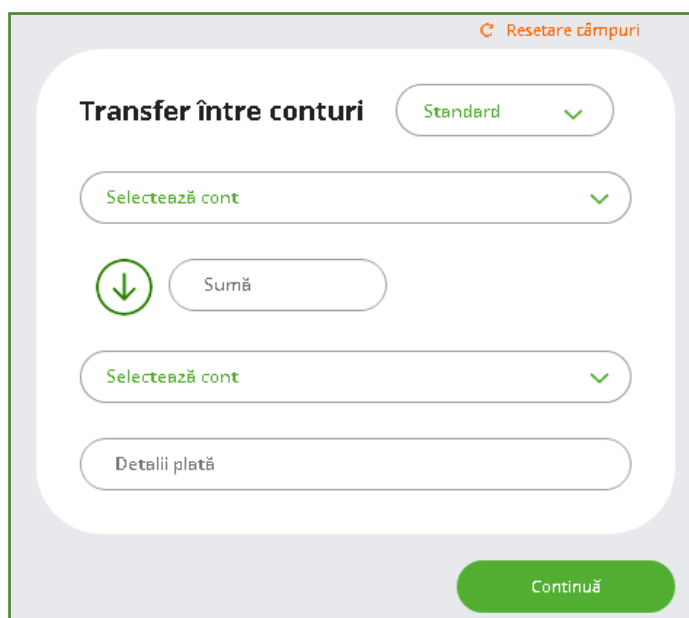 Resetare câmpuri
Transfer între conturi
Standard
Selectează cont
Sumă
Selectează cont
Detalii plată
Continuă